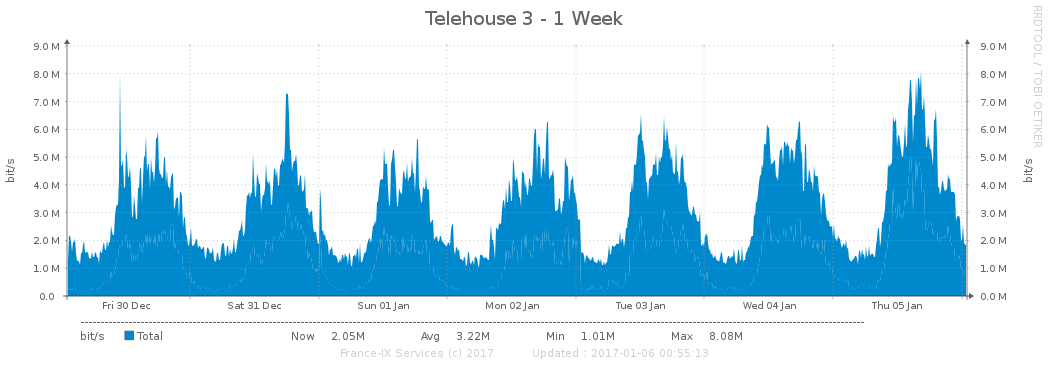 Telehouse 3 - 1 Week
RRDTOOL / TOBI OETIKER
9.0 M 9.0 M
8.0 M 8.0 M
7.0 M 7.0 M
6.0 M 6.0 M
5.0 M 5.0 M
4.0 M 4.0 M
3.0 M 3.0 M
2.0 M 2.0 M
1.0 M 1.0 M
0.0 0.0 M
bit/s
bit/s
Fri 30 Dec Sat 31 Dec Sun 01 Jan Mon 02 Jan Tue 03 Jan Wed 04 Jan Thu 05 Jan
bit/s Total Now 2.05M Avg 3.22M Min 1.01M Max 8.08M
France-IX Services (c) 2017 Updated : 2017-01-06 00:55:13